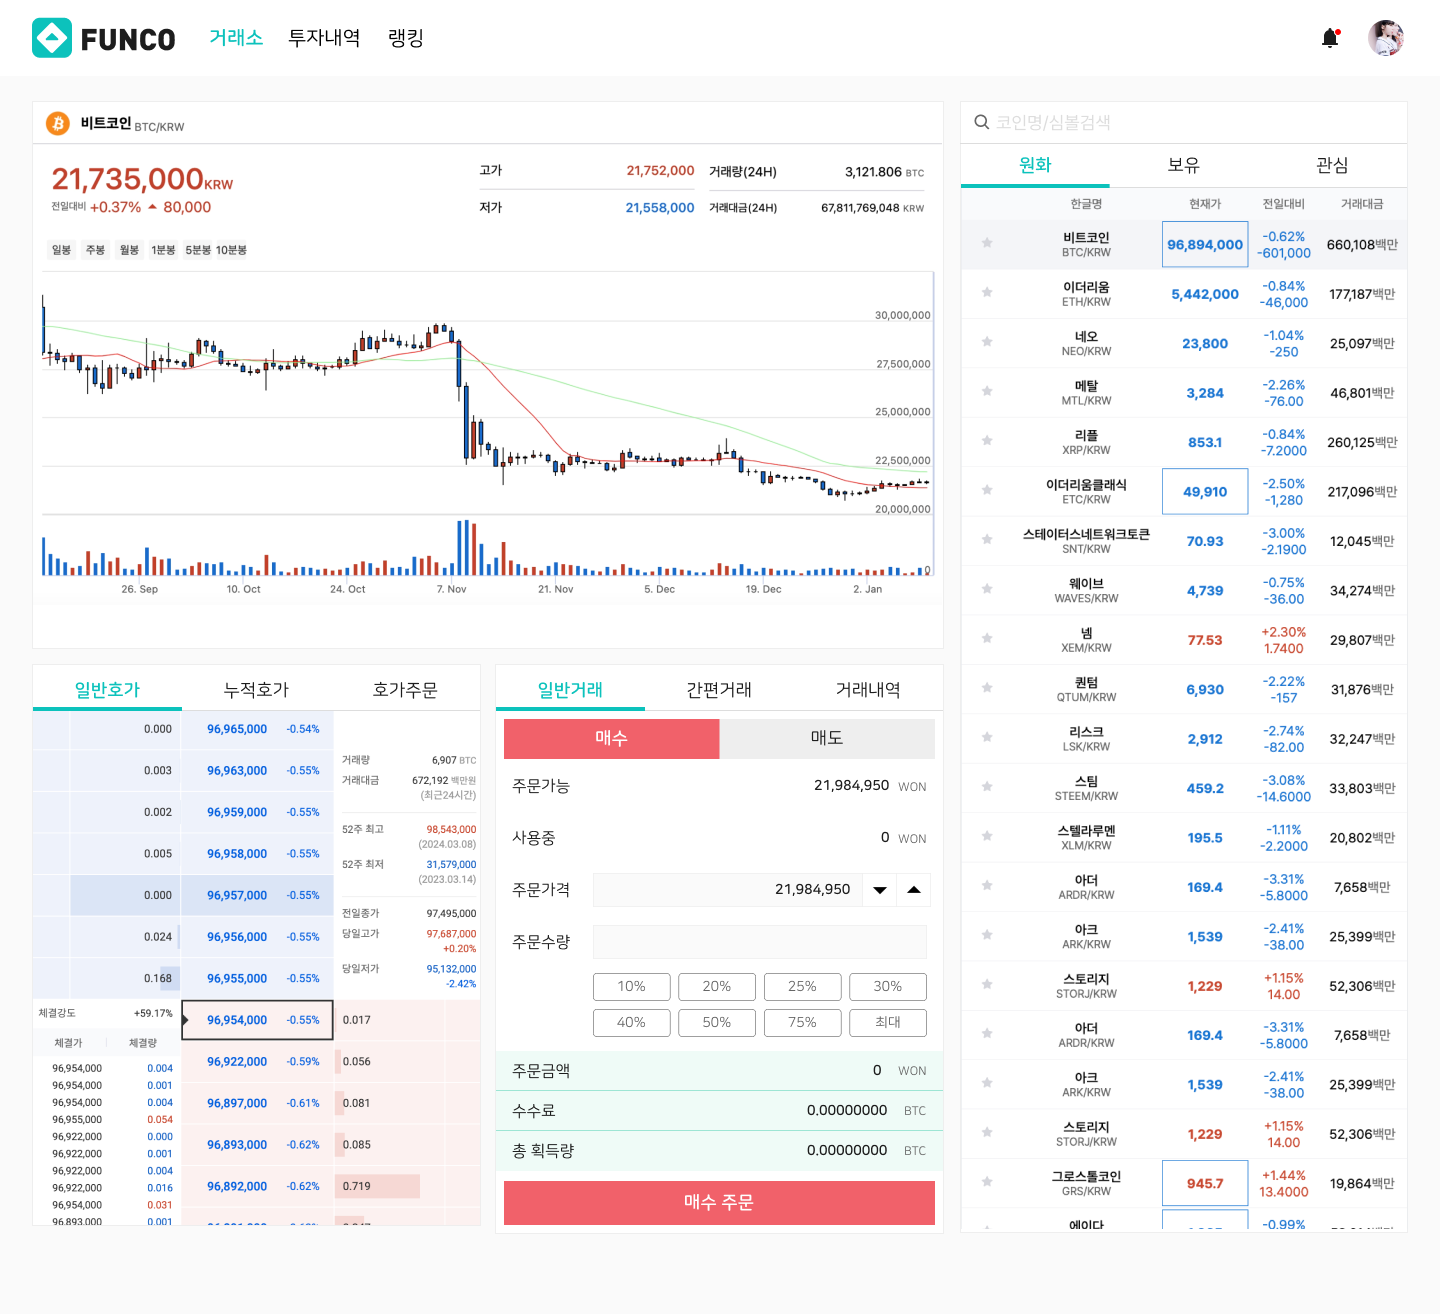 FUNCO 거래소 투자내역 랭킹
비트코인 BTC/KRW
21,735,000KRW
전일대비 +0.37% 80,000
고가 21,752,000 거래량(24H) 3,121.806 BTC
저가 21,558,000 거래대금(24H) 67,811,769,048 KRW
일봉 주봉 월봉 1분봉 5분봉 10분봉
30,000,000
27,500,000
25,000,000
22,500,000
20,000,000
0
26. Sep 10. Oct 24. Oct 7. Nov 21. Nov 5. Dec 19. Dec 2. Jan
일반호가 누적호가 호가주문
0.000 96,965,000 -0.54%
0.003 96,963,000 -0.55%
0.002 96,959,000 -0.55%
0.005 96,958,000 -0.55%
0.000 96,957,000 -0.55%
0.024 96,956,000 -0.55%
0.168 96,955,000 -0.55%
거래량 6,907 BTC
거래대금 672,192 백만원
(최근24시간)
52주 최고 98,543,000
(2024.03.08)
52주 최저 31,579,000
(2023.03.14)
전일종가 97,495,000
당일고가 97,687,000
+0.20%
당일저가 95,132,000
-2.42%
96,954,000 -0.55% 0.017
96,922,000 -0.59% 0.056
96,897,000 -0.61% 0.081
96,893,000 -0.62% 0.085
96,892,000 -0.62% 0.719
체결강도 +59.17%
체결가 체결량
96,954,000 0.004
96,954,000 0.001
96,954,000 0.004
96,955,000 0.054
96,922,000 0.000
96,922,000 0.001
96,922,000 0.004
96,922,000 0.016
96,954,000 0.031
96,893,000 0.001
일반거래 간편거래 거래내역
매수 매도
주문가능 21,984,950 WON
사용중 0 WON
주문가격 21,984,950
주문수량
10% 20% 25% 30%
40% 50% 75% 최대
주문금액 0 WON
수수료 0.00000000 BTC
총 획득량 0.00000000 BTC
매수 주문
코인명/심볼검색
원화 보유 관심
한글명 현재가 전일대비 거래대금
비트코인 BTC/KRW 96,894,000 -0.62% -601,000 660,108백만
이더리움 ETH/KRW 5,442,000 -0.84% -46,000 177,187백만
네오 NEO/KRW 23,800 -1.04% -250 25,097백만
메탈 MTL/KRW 3,284 -2.26% -76.00 46,801백만
리플 XRP/KRW 853.1 -0.84% -7.2000 260,125백만
이더리움클래식 ETC/KRW 49,910 -2.50% -1,280 217,096백만
스테이터스네트워크토큰 SNT/KRW 70.93 -3.00% -2.1900 12,045백만
웨이브 WAVES/KRW 4,739 -0.75% -36.00 34,274백만
넴 XEM/KRW 77.53 +2.30% 1.7400 29,807백만
퀀텀 QTUM/KRW 6,930 -2.22% -157 31,876백만
리스크 LSK/KRW 2,912 -2.74% -82.00 32,247백만
스팀 STEEM/KRW 459.2 -3.08% -14.6000 33,803백만
스텔라루멘 XLM/KRW 195.5 -1.11% -2.2000 20,802백만
아더 ARDR/KRW 169.4 -3.31% -5.8000 7,658백만
아크 ARK/KRW 1,539 -2.41% -38.00 25,399백만
스토리지 STORJ/KRW 1,229 +1.15% 14.00 52,306백만
아더 ARDR/KRW 169.4 -3.31% -5.8000 7,658백만
아크 ARK/KRW 1,539 -2.41% -38.00 25,399백만
스토리지 STORJ/KRW 1,229 +1.15% 14.00 52,306백만
그로스톨코인 GRS/KRW 945.7 +1.44% 13.4000 19,864백만
에이다 -0.99%